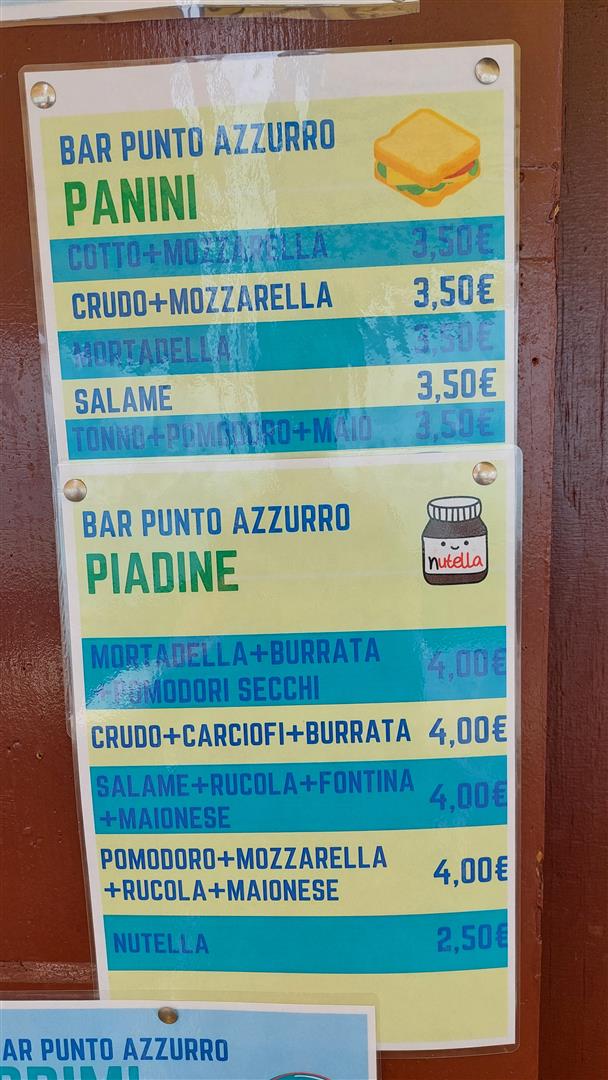 BAR PUNTO AZZURRO
PANINI
COTTO+MOZZARELLA 3,50€
CRUDO+MOZZARELLA 3,50€
MORTADELLA 3,50€
SALAME 3,50€
TONNO+POMODORO+MAIO 3,50€
BAR PUNTO AZZURRO
PIADINE
nutella
MORTADELLA+BURRATA 4,00€
+POMODORI SECCHI
CRUDO+CARCIOFI+BURRATA 4,00€
SALAME+RUCOLA+FONTINA 4,00€
+MAIONESE
POMODORO+MOZZARELLA 4,00€
+RUCOLA+MAIONESE
NUTELLA 2,50€
AR PUNTO AZZURRO